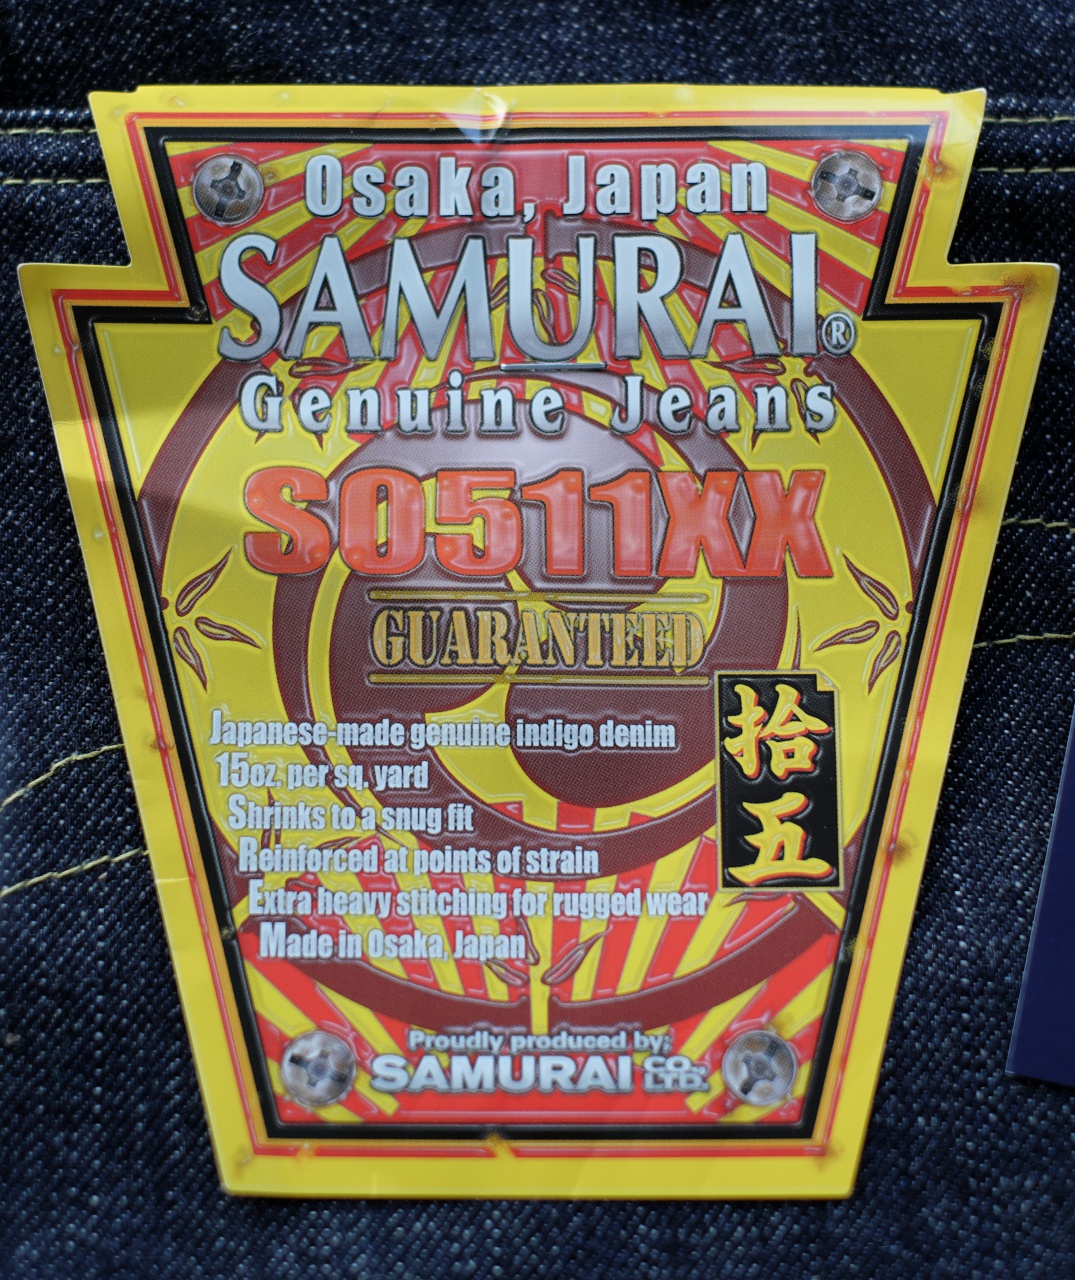 Osaka, Japan
SAMURAI®
Genuine Jeans
S0511XX
GUARANTEED
Japanese-made genuine indigo denim
15oz, per sq. yard
Shrinks to a snug fit
Reinforced at points of strain
Extra heavy stitching for rugged wear
Made in Osaka, Japan
拾
五
Proudly produced by;
SAMURAI CO., LTD.